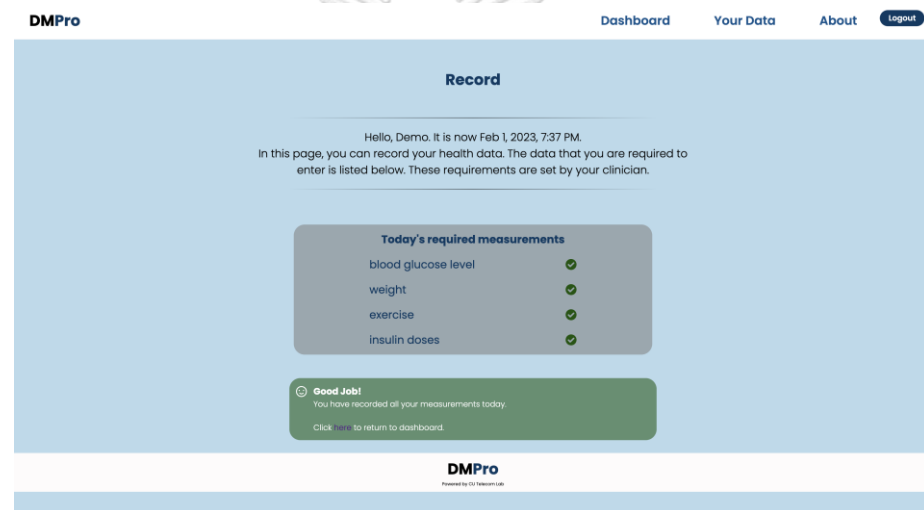 DMPro Dashboard Your Data About Logout
Record
Hello, Demo. It is now Feb 1, 2023, 7:37 PM.
In this page, you can record your health data. The data that you are required to
enter is listed below. These requirements are set by your clinician.
Today's required measurements
blood glucose level
weight
exercise
insulin doses
Good Job!
You have recorded all your measurements today.
Click here to return to dashboard.
DMPro
Powered by CU Telecom Lab